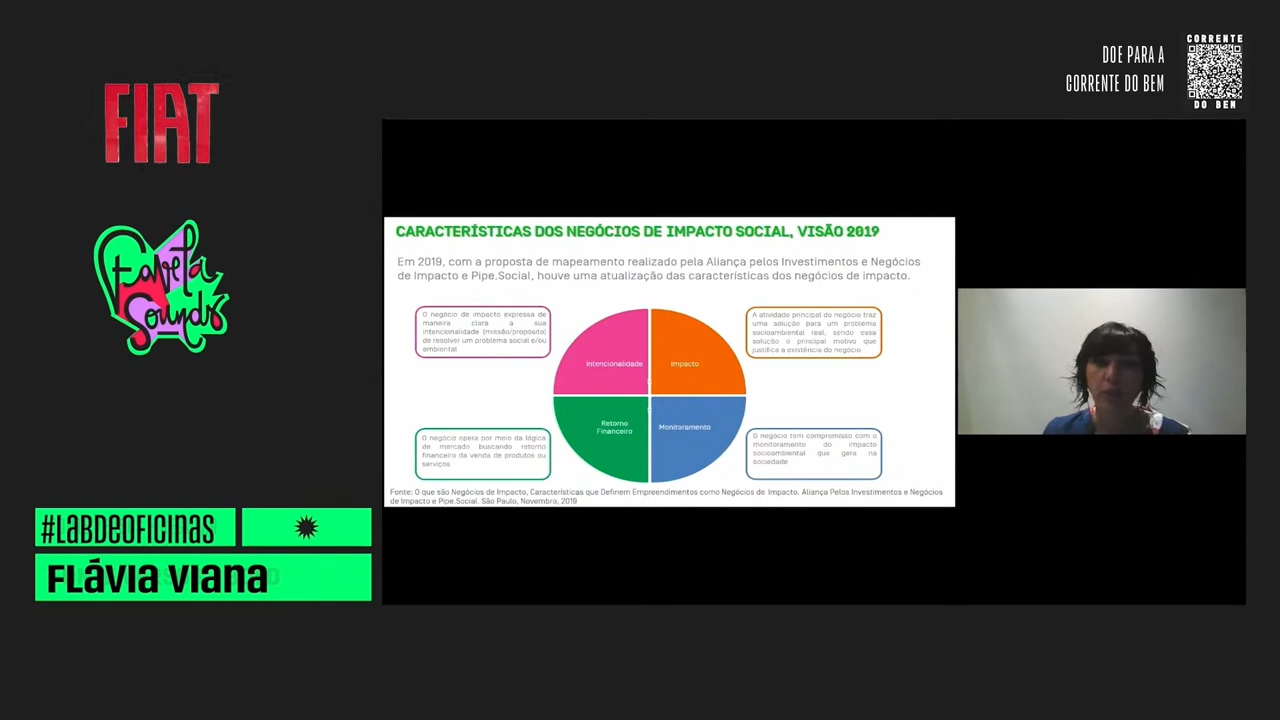 FIAT
Favela
Sounds
DOE PARA A
CORRENTE DO BEM
CORRENTE
DO BEM
CARACTERÍSTICAS DOS NEGÓCIOS DE IMPACTO SOCIAL, VISÃO 2019
Em 2019, com a proposta de mapeamento realizado pela Aliança pelos Investimentos e Negócios
de Impacto e Pipe.Social, houve uma atualização das características dos negócios de impacto.
O negócio de impacto expressa de
maneira clara a sua
intencionalidade (missão/propósito)
de resolver um problema social e/ou
ambiental
Intencionalidade
Impacto
A atividade principal do negócio traz
uma solução para um problema
socioambiental real, sendo essa
solução o principal motivo que
justifica a existência do negócio
O negócio opera por meio da lógica
de mercado buscando retorno
financeiro da venda de produtos ou
serviços
Retorno
Financeiro
Monitoramento
O negócio tem compromisso com o
monitoramento do impacto
socioambiental que gera na
sociedade
Fonte: O que são Negócios de Impacto, Características que Definem Empreendimentos como Negócios de Impacto. Aliança Pelos Investimentos e Negócios
de Impacto e Pipe.Social. São Paulo, Novembro, 2019
#LABDEOFICINAS
FLÁVIA VIANA